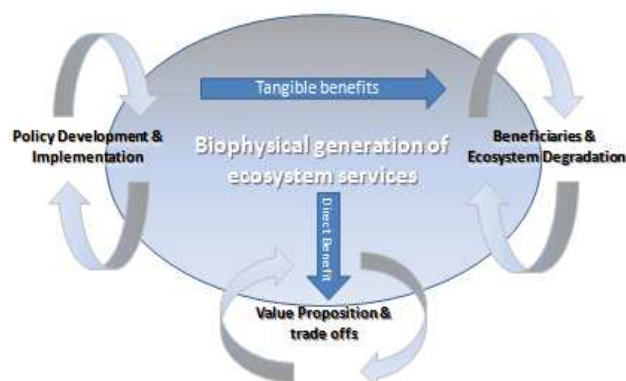 Tangible benefits
Policy Development &
Implementation
Biophysical generation of
ecosystem services
Beneficiaries &
Ecosystem Degradation
Direct Benefit
Value Proposition &
trade offs